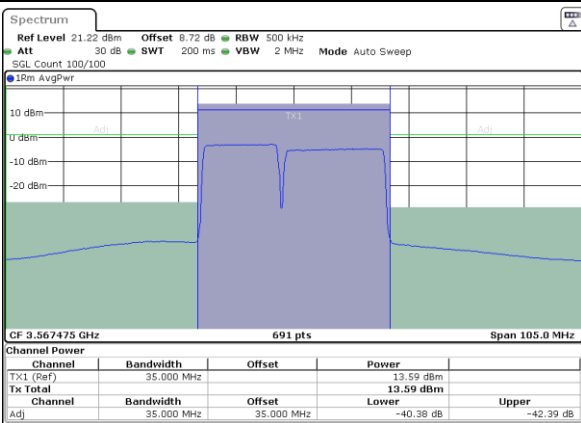 Spectrum
Ref Level 21.22 dBm Offset 8.72 dB RBW 500 kHz
Att 30 dB SWT 200 ms VBW 2 MHz Mode Auto Sweep
SGL Count 100/100
1Rm AvgPwr
10 dBm
TX1
Adj Adj
0 dBm
-10 dBm
-20 dBm
CF 3.567475 GHz 691 pts Span 105.0 MHz
Channel Power
Channel Bandwidth Offset Power
TX1 (Ref) 35.000 MHz 13.59 dBm
Tx Total 13.59 dBm
Channel Bandwidth Offset Lower Upper
Adj 35.000 MHz 35.000 MHz -40.38 dB -42.39 dB